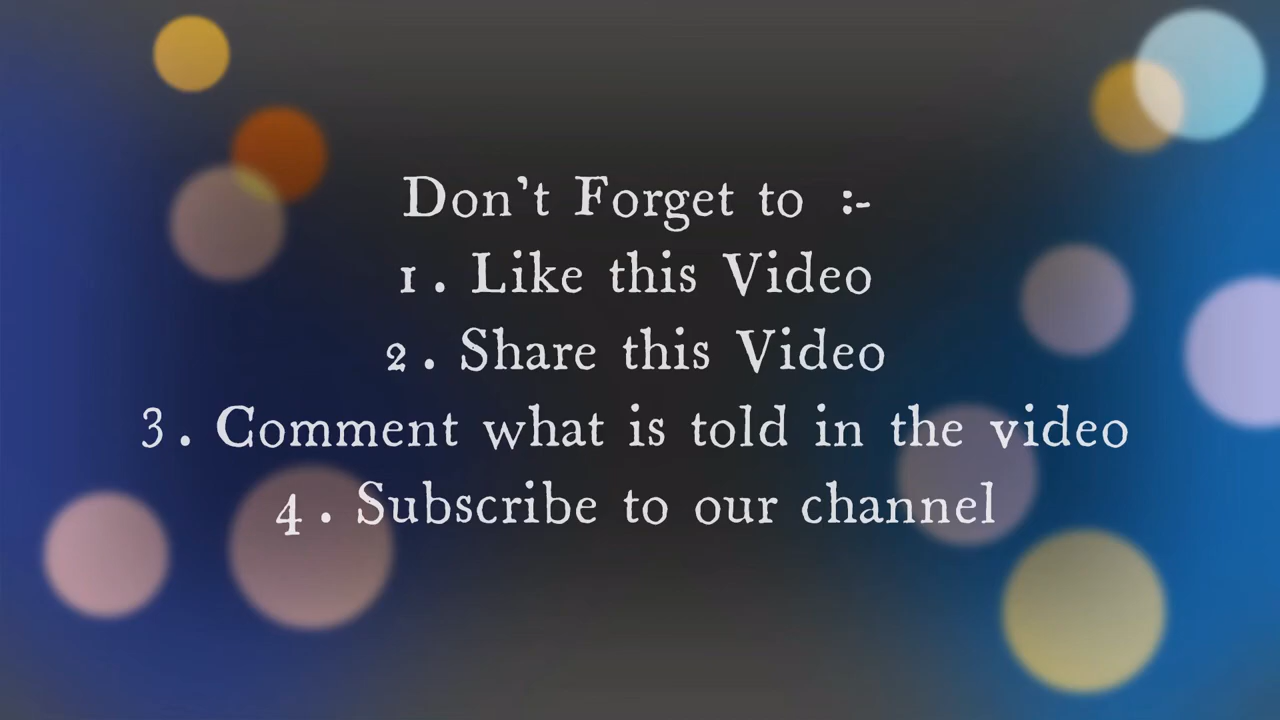 Don't Forget to :-
1. Like this Video
2. Share this Video
3. Comment what is told in the video
4. Subscribe to our channel